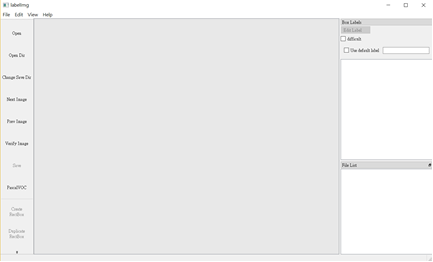 labelImg
File Edit View Help
Open
Open Dir
Change Save Dir
Next Image
Prev Image
Verify Image
Save
PascalVOC
Create
RectBox
Duplicate
RectBox
Box Labels
Edit Label
difficult
Use default label
File List